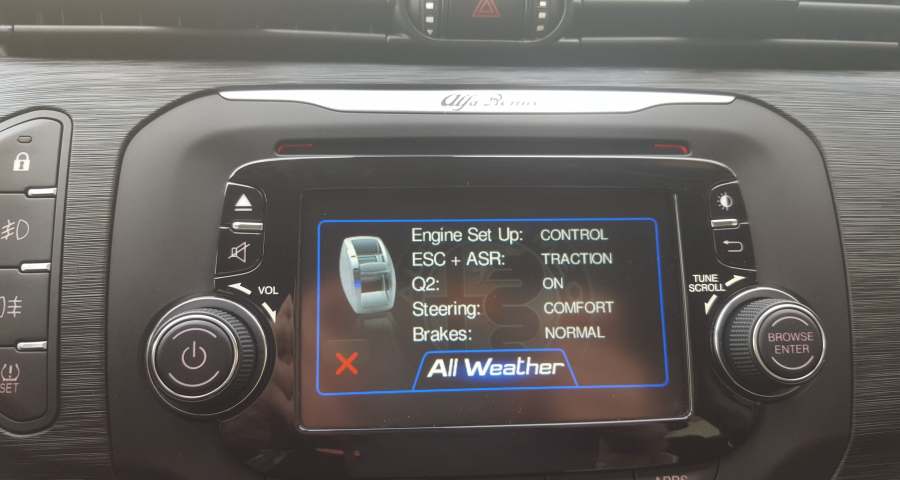 Alfa Romeo
VOL
TUNE
SCROLL
BROWSE
ENTER
SET
Engine Set Up: CONTROL
ESC + ASR: TRACTION
Q2: ON
Steering: COMFORT
Brakes: NORMAL
All Weather
APPS